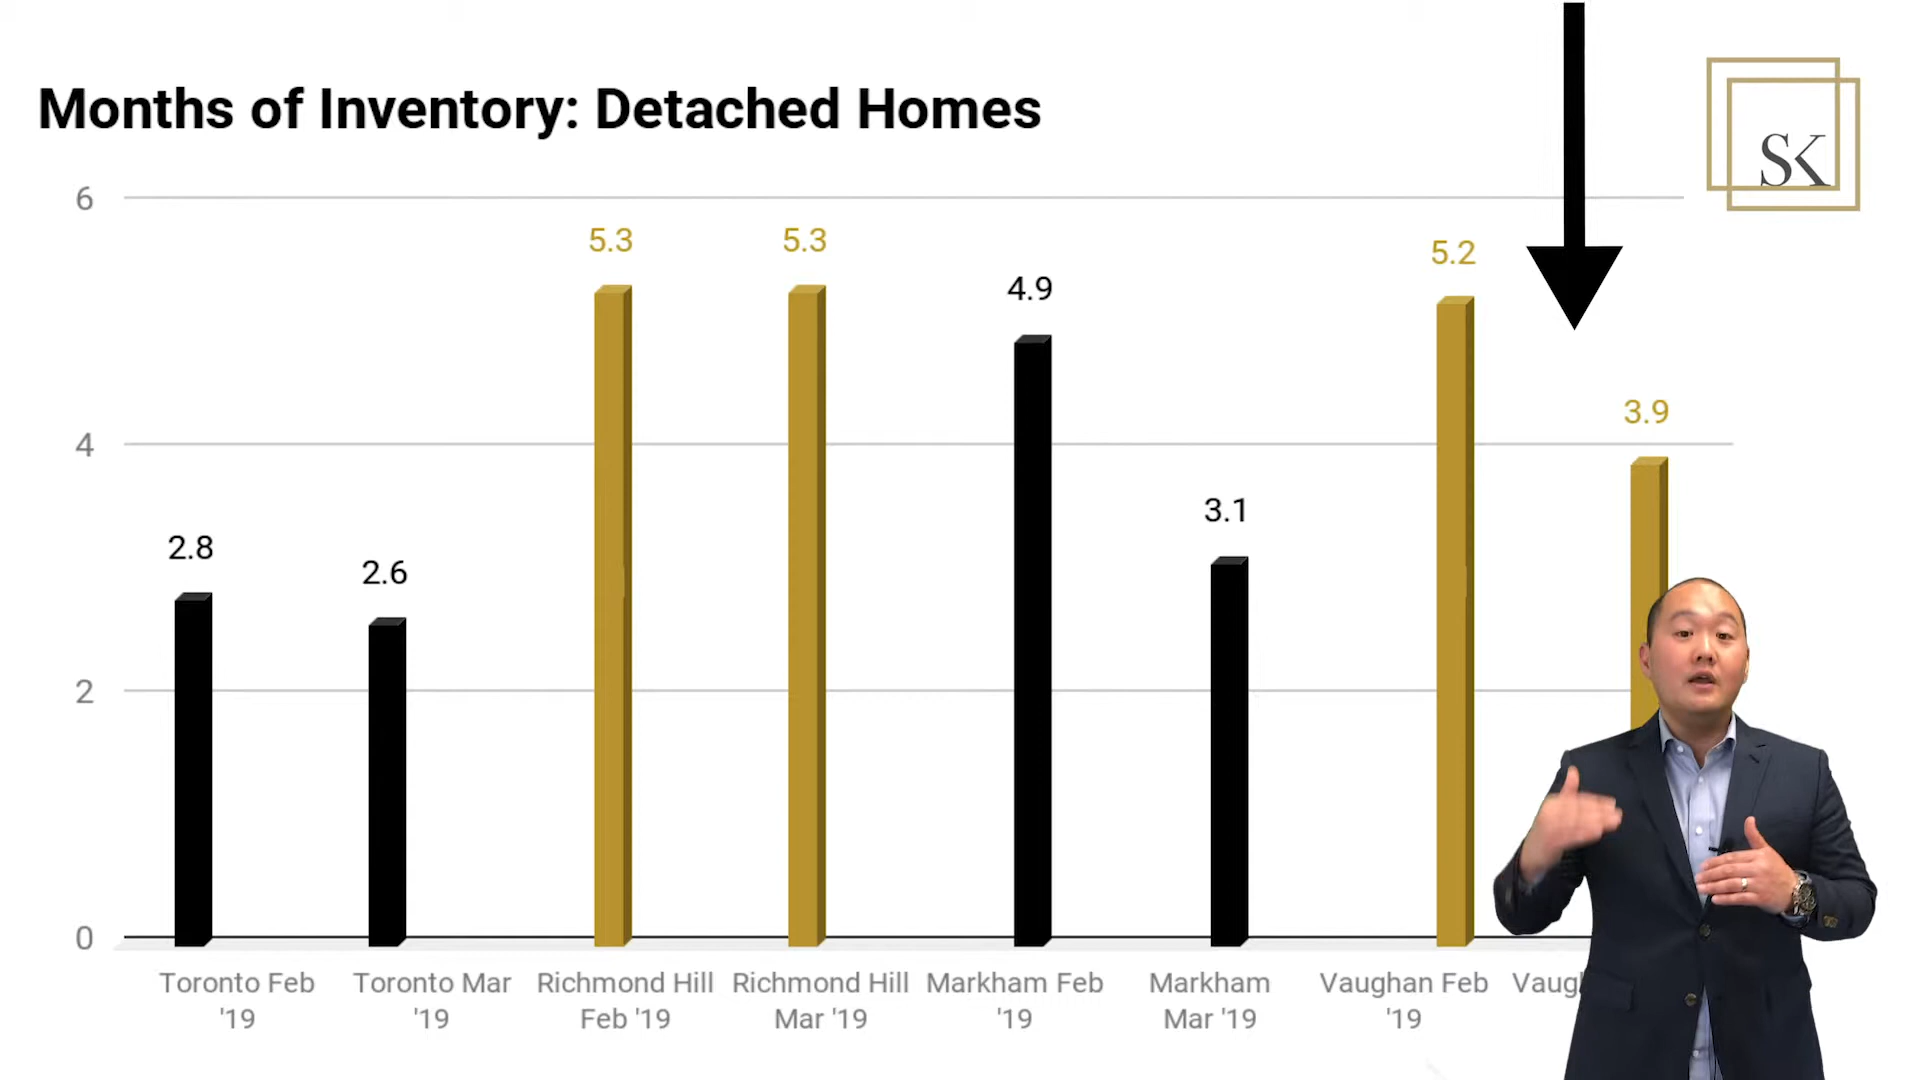 Months of Inventory: Detached Homes
SK
6
5.3
5.3
5.2
4.9
4
3.9
3.1
2.8
2.6
2
0
Toronto Feb '19
Toronto Mar '19
Richmond Hill Feb '19
Richmond Hill Mar '19
Markham Feb '19
Markham Mar '19
Vaughan Feb '19